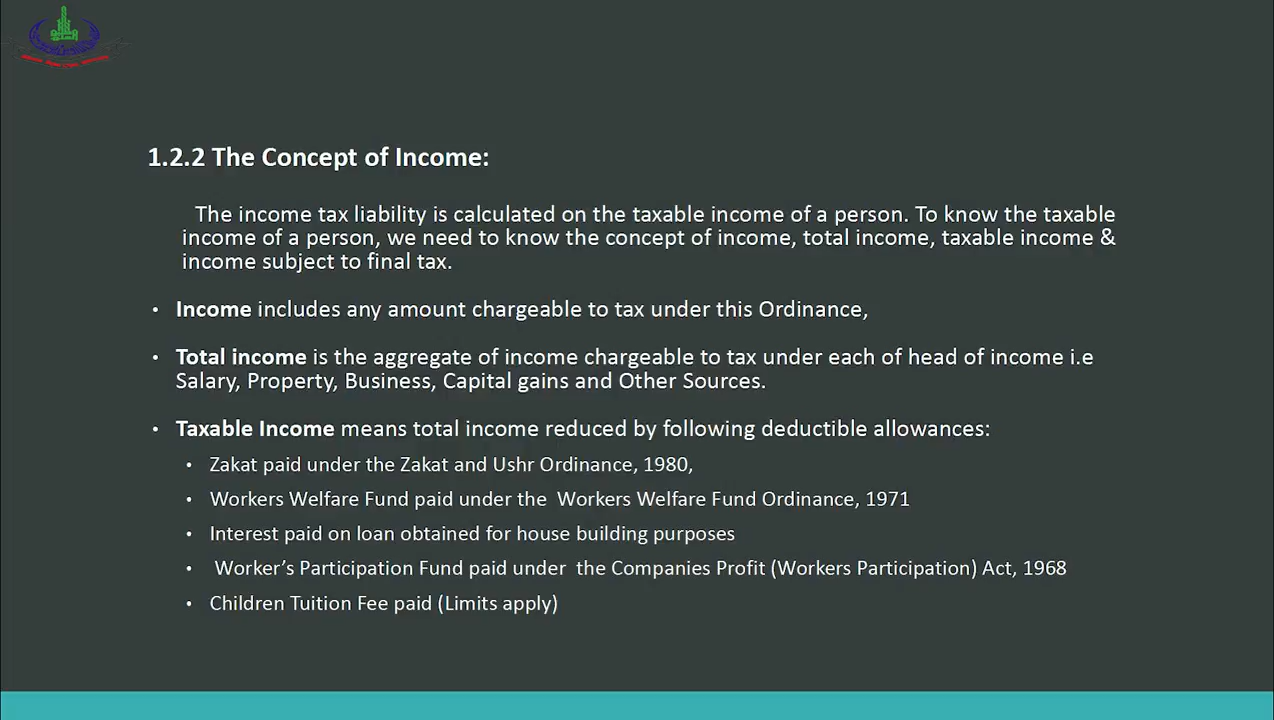 1.2.2 The Concept of Income:
The income tax liability is calculated on the taxable income of a person. To know the taxable
income of a person, we need to know the concept of income, total income, taxable income &
income subject to final tax.
• Income includes any amount chargeable to tax under this Ordinance,
• Total income is the aggregate of income chargeable to tax under each of head of income i.e
Salary, Property, Business, Capital gains and Other Sources.
• Taxable Income means total income reduced by following deductible allowances:
• Zakat paid under the Zakat and Ushr Ordinance, 1980,
• Workers Welfare Fund paid under the Workers Welfare Fund Ordinance, 1971
• Interest paid on loan obtained for house building purposes
• Worker’s Participation Fund paid under the Companies Profit (Workers Participation) Act, 1968
• Children Tuition Fee paid (Limits apply)